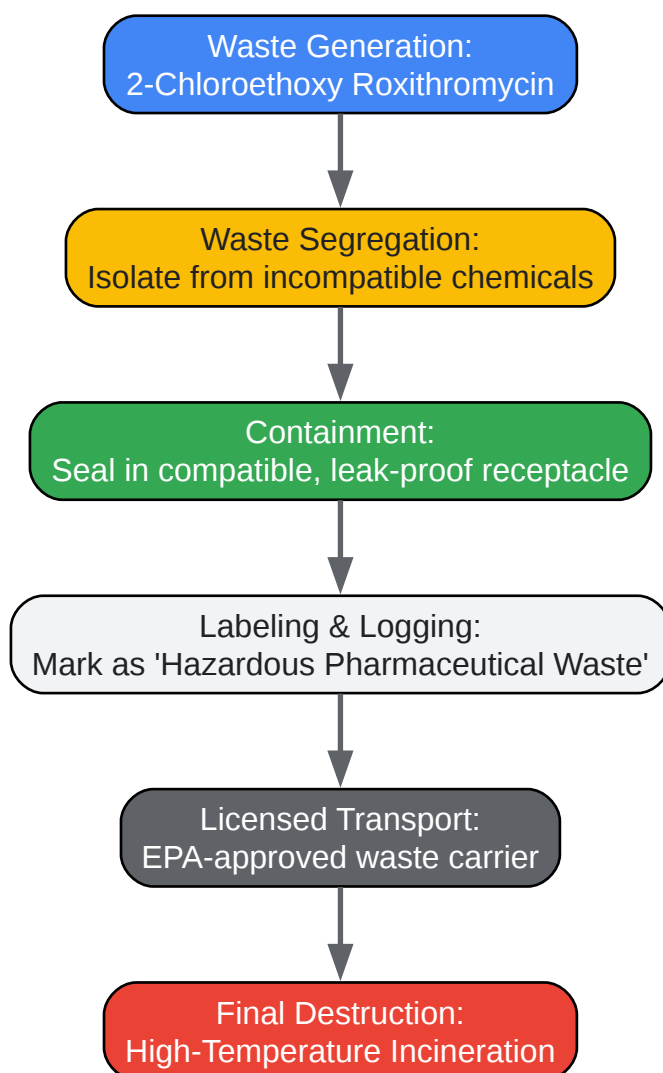 Waste Generation:
2-Chloroethoxy Roxithromycin
Waste Segregation:
Isolate from incompatible chemicals
Containment:
Seal in compatible, leak-proof receptacle
Labeling & Logging:
Mark as 'Hazardous Pharmaceutical Waste'
Licensed Transport:
EPA-approved waste carrier
Final Destruction:
High-Temperature Incineration